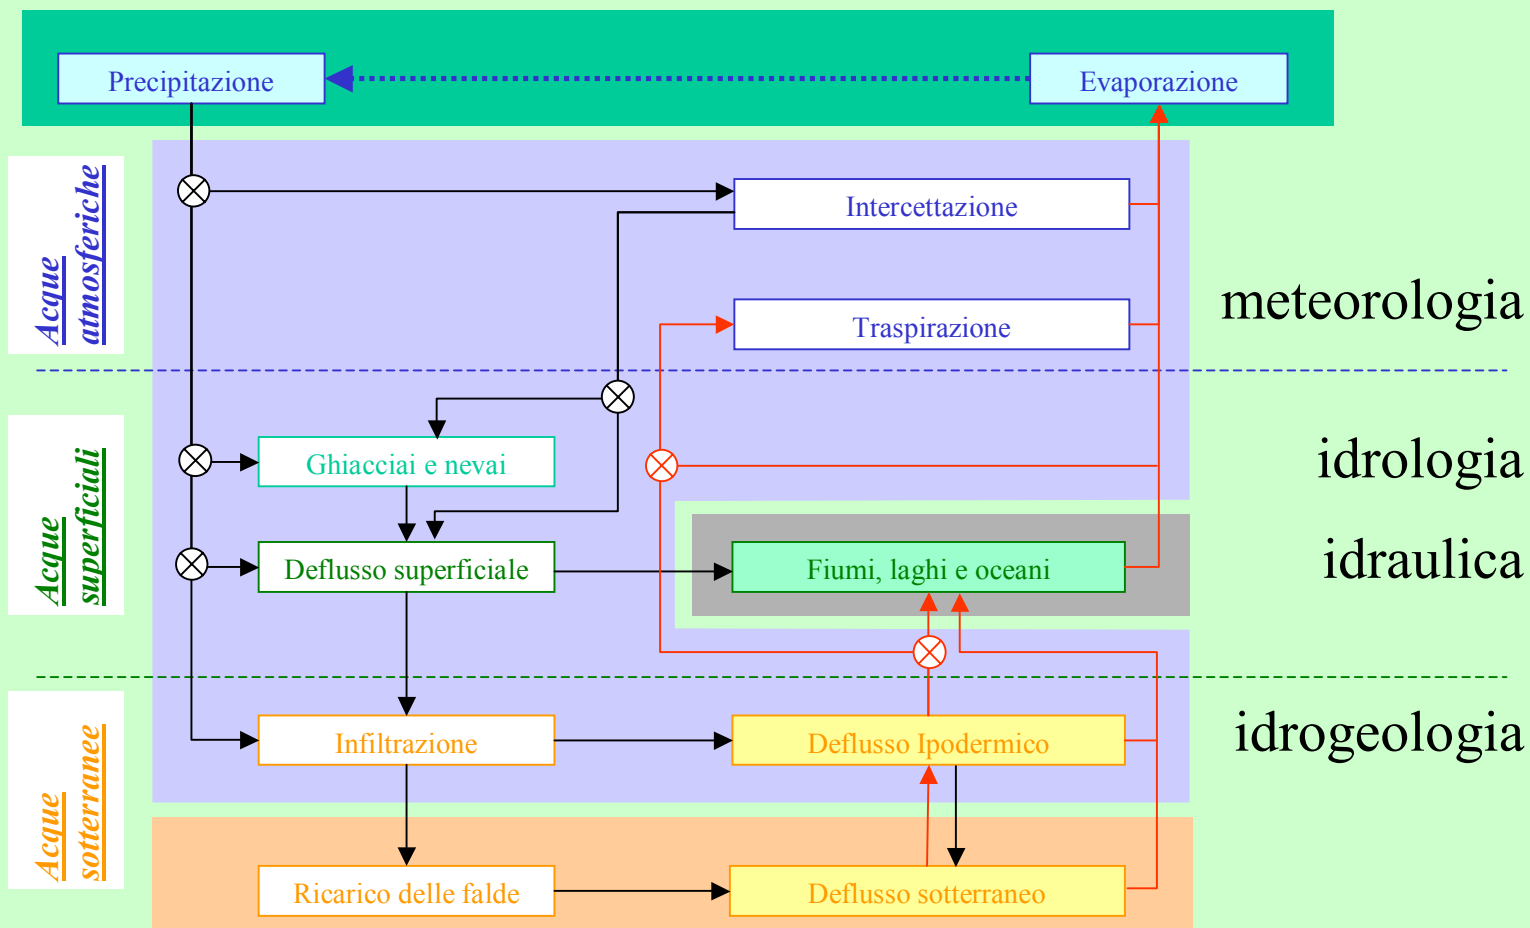 Precipitazione
Evaporazione
Acque
atmosferiche
Intercettazione
Traspirazione
meteorologia
Acque
superficiali
Ghiacciai e nevai
idrologia
Deflusso superficiale
Fiumi, laghi e oceani
idraulica
Acque
sotterranee
Infiltrazione
Deflusso Ipodermico
idrogeologia
Ricarico delle falde
Deflusso sotterraneo